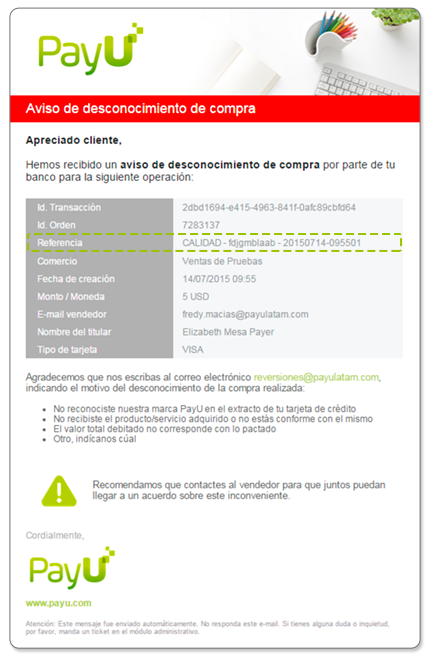 PayU
Aviso de desconocimiento de compra
Apreciado cliente,
Hemos recibido un aviso de desconocimiento de compra por parte de tu
banco para la siguiente operación:
Id. Transacción 2dbd1694-e415-4963-841f-0afc89cbfd64
Id. Orden 7283137
Referencia CALIDAD - fdjgmblaab - 20150714-095501
Comercio Ventas de Pruebas
Fecha de creación 14/07/2015 09:55
Monto / Moneda 5 USD
E-mail vendedor fredy.macias@payulatam.com
Nombre del titular Elizabeth Mesa Payer
Tipo de tarjeta VISA
Agradecemos que nos escribas al correo electrónico reversiones@payulatam.com,
indicando el motivo del desconocimiento de la compra realizada:
• No reconociste nuestra marca PayU en el extracto de tu tarjeta de crédito
• No recibiste el producto/servicio adquirido o no estás conforme con el mismo
• El valor total debitado no corresponde con lo pactado
• Otro, indícanos cúal
Recomendamos que contactes al vendedor para que juntos puedan
llegar a un acuerdo sobre este inconveniente.
Cordialmente,
PayU
www.payu.com
Atención: Este mensaje fue enviado automáticamente. No responda este e-mail. Si tienes alguna duda o inquietud,
por favor, manda un ticket en el módulo administrativo.